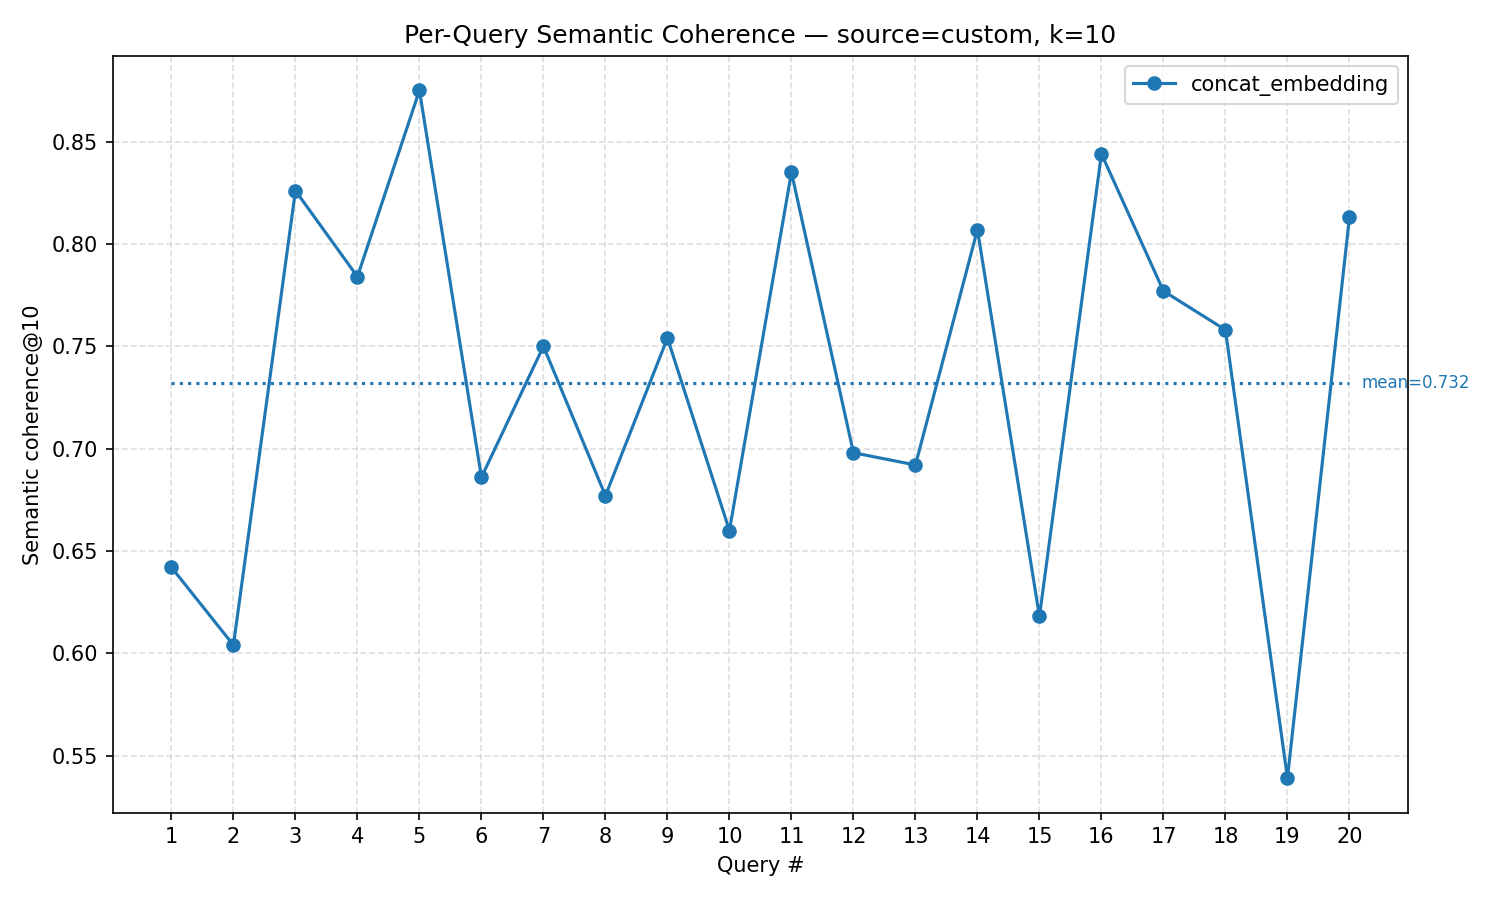 Per-Query Semantic Coherence — source=custom, k=10
concat_embedding
Semantic coherence@10
0.85
0.80
0.75
0.70
0.65
0.60
0.55
mean=0.732
1 2 3 4 5 6 7 8 9 10 11 12 13 14 15 16 17 18 19 20
Query #